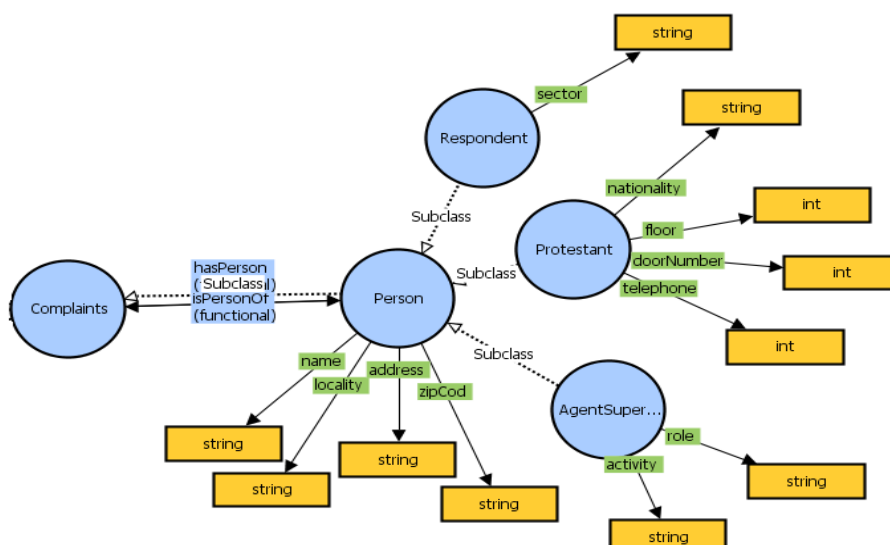 string
sector
Respondent
string
nationality
Subclass
int
floor
Protestant
doorNumber
int
Subclass
telephone
hasPerson
Subclass
isPersonOf
(functional)
Complaints
Person
int
Subclass
name
address
locality
zipCod
AgentSuper...
role
string
string
activity
string
string
string
string